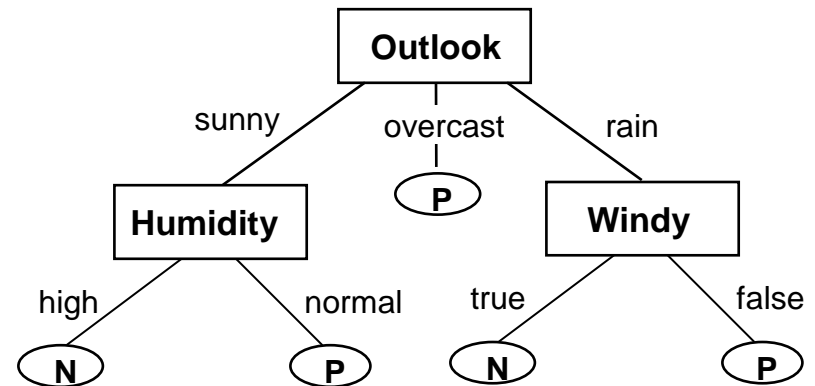 Outlook
sunny
overcast
rain
P
Humidity
Windy
high
normal
true
false
N
P
N
P